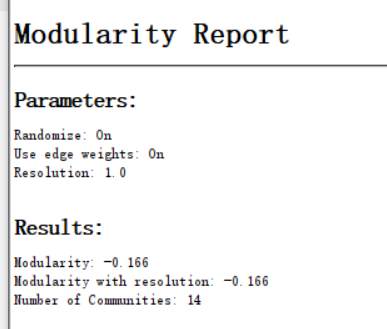 Modularity Report
Parameters:
Randomize: On
Use edge weights: On
Resolution: 1.0
Results:
Modularity: -0.166
Modularity with resolution: -0.166
Number of Communities: 14